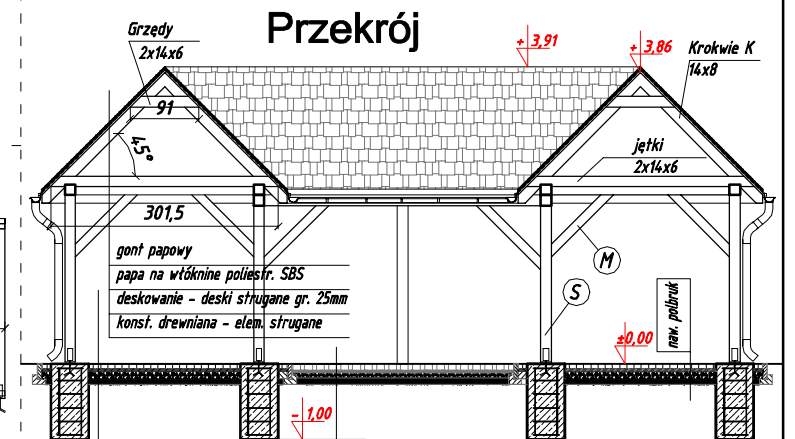 Przekrój
Grzędy
2x14x6
+ 3,91
+ 3,86
Krokwie K
14x8
91
45°
jętki
2x14x6
301,5
gont papowy
papa na włóknine poliestr. SBS
deskowanie - deski strugane gr. 25mm
konst. drewniana - elem. strugane
M
S
naw. polbruk
±0,00
- 1,00